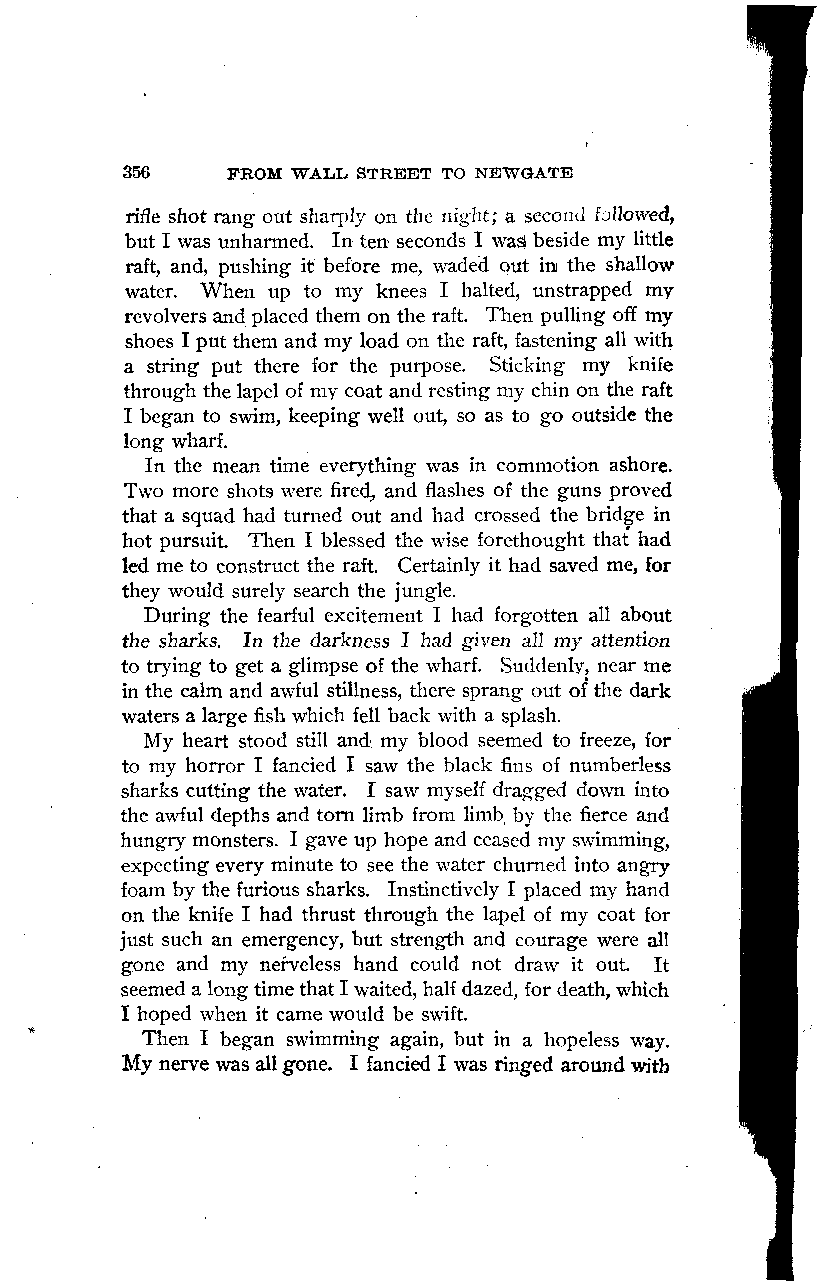 356 FROM WALL STREET TO NEWGATE
rifle shot rang out sharply on the night; a second followed,
but I was unharmed. In ten seconds I was beside my little
raft, and, pushing it before me, waded out in the shallow
water. When up to my knees I halted, unstrapped my
revolvers and placed them on the raft. Then pulling off my
shoes I put them and my load on the raft, fastening all with
a string put there for the purpose. Sticking my knife
through the lapel of my coat and resting my chin on the raft
I began to swim, keeping well out, so as to go outside the
long wharf.
In the mean time everything was in commotion ashore.
Two more shots were fired, and flashes of the guns proved
that a squad had turned out and had crossed the bridge in
hot pursuit. Then I blessed the wise forethought that had
led me to construct the raft. Certainly it had saved me, for
they would surely search the jungle.
During the fearful excitement I had forgotten all about
the sharks. In the darkness I had given all my attention
to trying to get a glimpse of the wharf. Suddenly, near me
in the calm and awful stillness, there sprang out of the dark
waters a large fish which fell back with a splash.
My heart stood still and my blood seemed to freeze, for
to my horror I fancied I saw the black fins of numberless
sharks cutting the water. I saw myself dragged down into
the awful depths and torn limb from limb by the fierce and
hungry monsters. I gave up hope and ceased my swimming,
expecting every minute to see the water churned into angry
foam by the furious sharks. Instinctively I placed my hand
on the knife I had thrust through the lapel of my coat for
just such an emergency, but strength and courage were all
gone and my nerveless hand could not draw it out. It
seemed a long time that I waited, half dazed, for death, which
I hoped when it came would be swift.
Then I began swimming again, but in a hopeless way.
My nerve was all gone. I fancied I was ringed around with